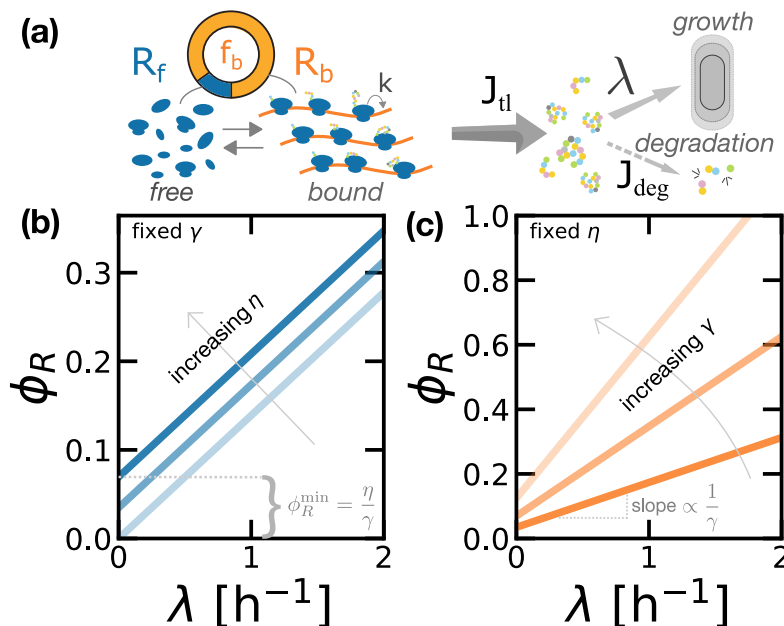 (a)
R_f
f_b
R_b
k
free
bound
J_tl
λ
growth
degradation
J_deg
(b)
fixed γ
increasing η
ϕ_R^min = η/γ
ϕ_R
0.3
0.2
0.1
0.0
0
1
2
λ [h⁻¹]
(c)
fixed η
increasing γ
slope ∝ 1/γ
ϕ_R
1.0
0.8
0.6
0.4
0.2
0.0
0
1
2
λ [h⁻¹]